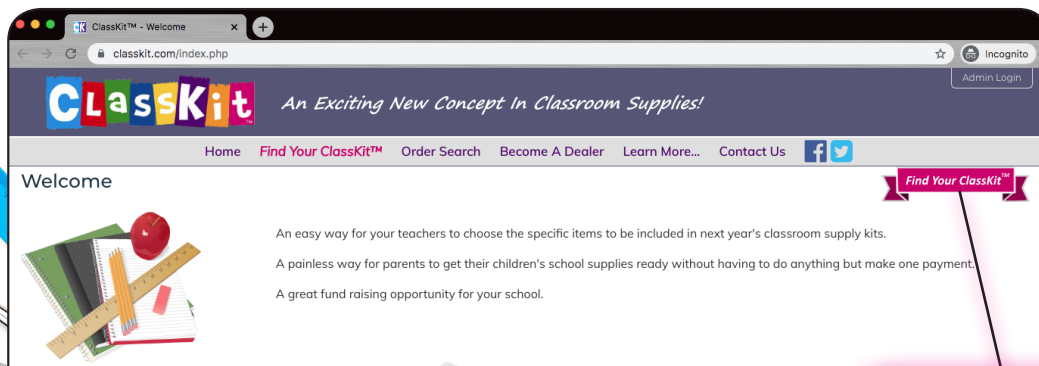 ClassKit™ - Welcome
classkit.com/index.php
Incognito
Admin Login
CLassKit™
An Exciting New Concept In Classroom Supplies!
Home Find Your ClassKit™ Order Search Become A Dealer Learn More... Contact Us
Welcome
Find Your ClassKit™
An easy way for your teachers to choose the specific items to be included in next year's classroom supply kits.
A painless way for parents to get their children's school supplies ready without having to do anything but make one payment.
A great fund raising opportunity for your school.